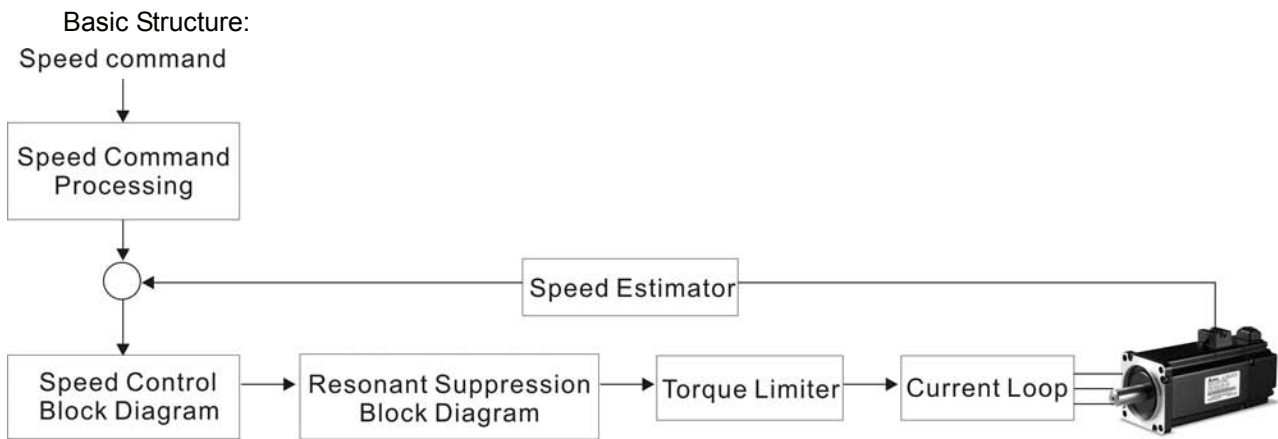 Basic Structure:
Speed command
Speed Command
Processing
Speed Estimator
Speed Control
Block Diagram
Resonant Suppression
Block Diagram
Torque Limiter
Current Loop